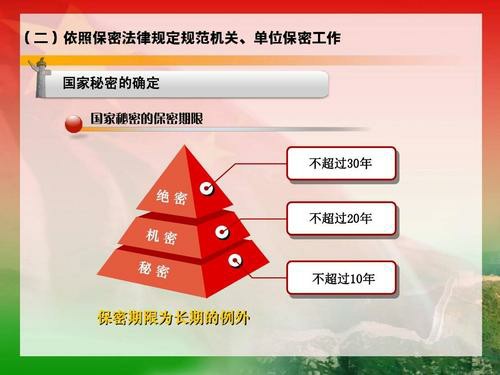 （二）依照保密法律规定规范机关、单位保密工作
国家秘密的确定
国家秘密的保密期限
绝密
不超过30年
机密
不超过20年
秘密
不超过10年
保密期限为长期的例外